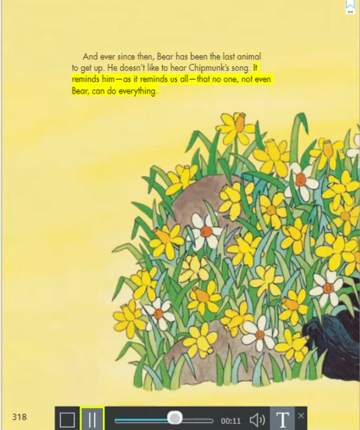 And ever since then, Bear has been the last animal
to get up. He doesn't like to hear Chipmunk's song. It
reminds him—as it reminds us all—that no one, not even
Bear, can do everything.
318
00:11
T